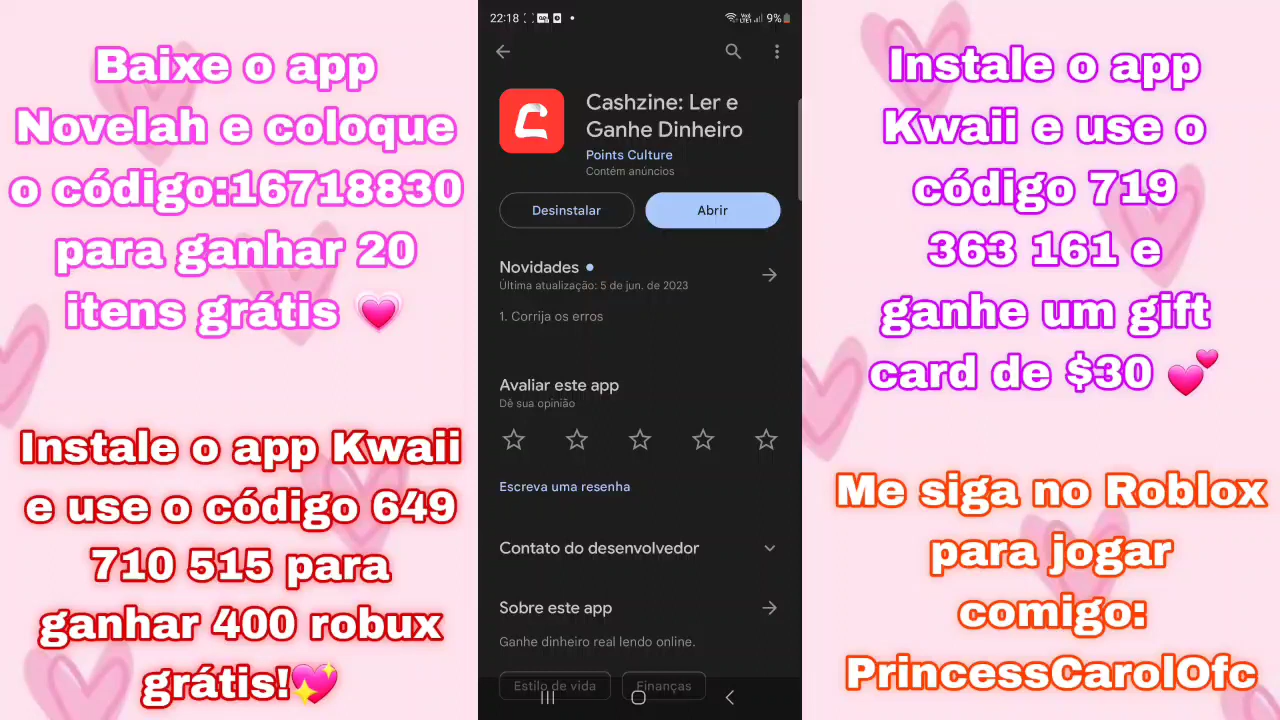 Baixe o app
Novelah e coloque
o código:16718830
para ganhar 20
itens grátis 💗
Instale o app Kwaii
e use o código 649
710 515 para
ganhar 400 robux
grátis!💖
22:18
9%
Cashzine: Ler e
Ganhe Dinheiro
Points Culture
Contém anúncios
Desinstalar
Abrir
Novidades
Última atualização: 5 de jun. de 2023
1. Corrija os erros
Avaliar este app
Dê sua opinião
Escreva uma resenha
Contato do desenvolvedor
Sobre este app
Ganhe dinheiro real lendo online.
Estilo de vida
Finanças
Instale o app
Kwaii e use o
código 719
363 161 e
ganhe um gift
card de $30 💕
Me siga no Roblox
para jogar
comigo:
PrincessCarolOfc